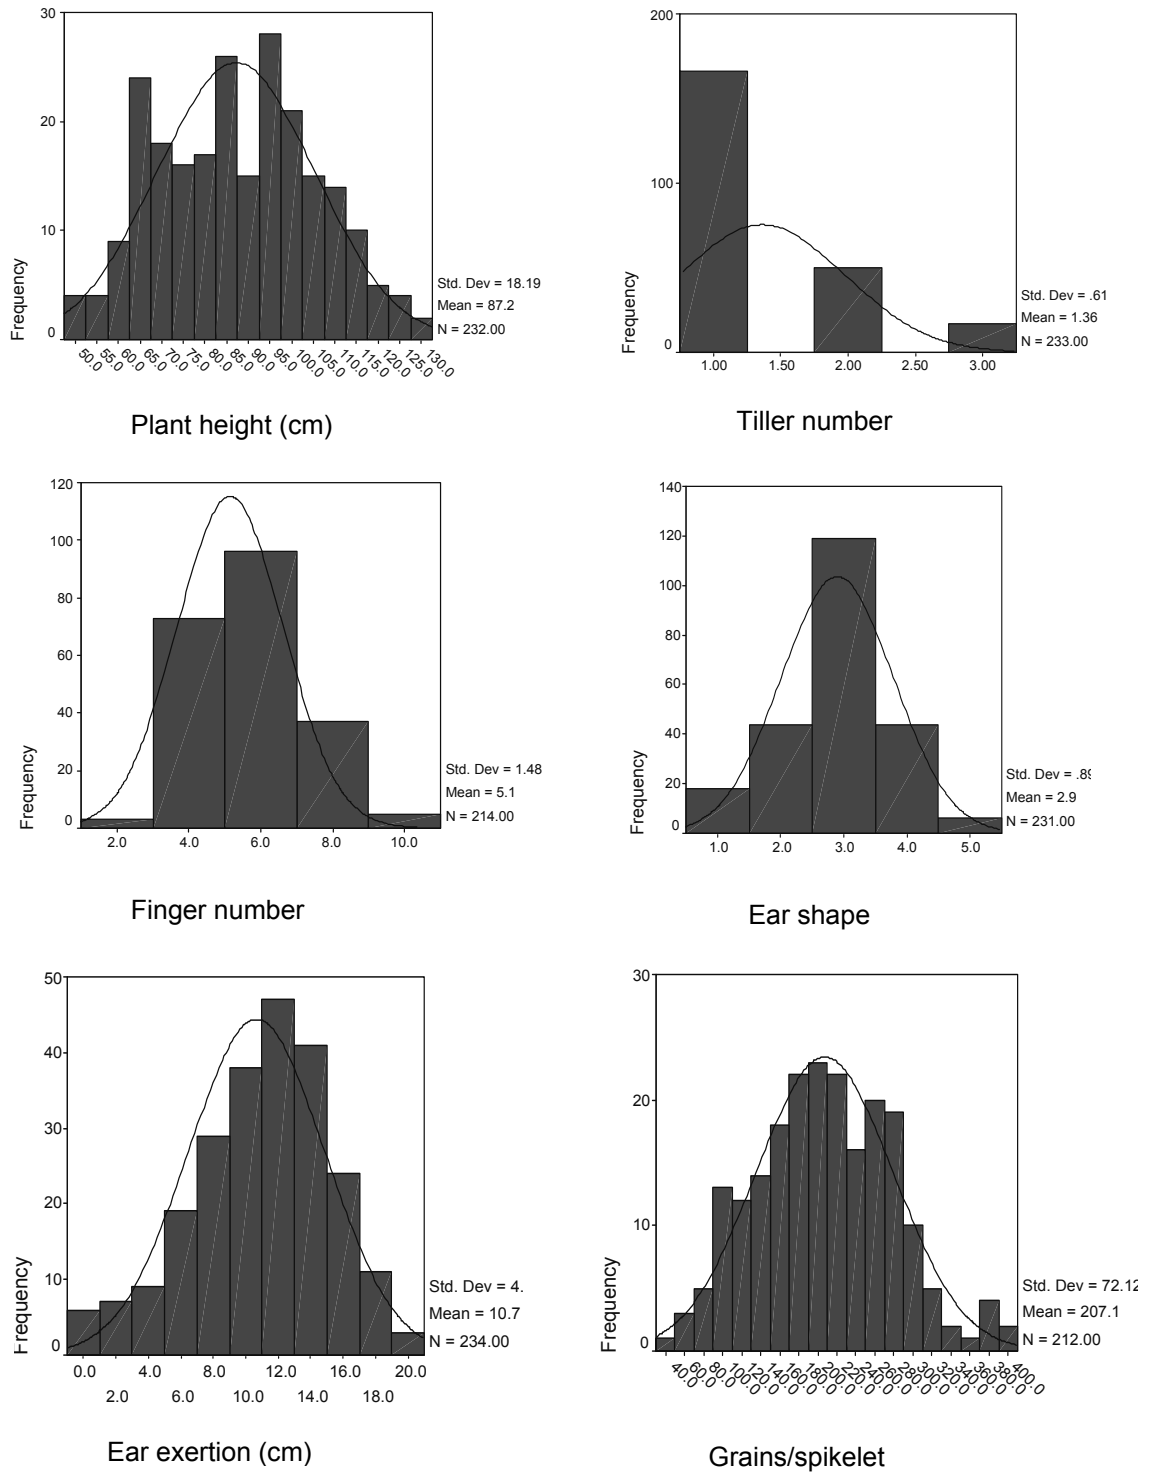 30
20
10
0
Frequency
50.0 55.0 60.0 65.0 70.0 75.0 80.0 85.0 90.0 95.0 100.0 105.0 110.0 115.0 120.0 125.0 130.0
Std. Dev = 18.19
Mean = 87.2
N = 232.00
Plant height (cm)
200
100
0
Frequency
1.00 1.50 2.00 2.50 3.00
Std. Dev = .61
Mean = 1.36
N = 233.00
Tiller number
120
100
80
60
40
20
0
Frequency
2.0 4.0 6.0 8.0 10.0
Std. Dev = 1.48
Mean = 5.1
N = 214.00
Finger number
140
120
100
80
60
40
20
0
Frequency
1.0 2.0 3.0 4.0 5.0
Std. Dev = .89
Mean = 2.9
N = 231.00
Ear shape
50
40
30
20
10
0
Frequency
0.0 4.0 8.0 12.0 16.0 20.0
2.0 6.0 10.0 14.0 18.0
Std. Dev = 4.
Mean = 10.7
N = 234.00
Ear exertion (cm)
30
20
10
0
Frequency
40.0 60.0 80.0 100.0 120.0 140.0 160.0 180.0 200.0 220.0 240.0 260.0 280.0 300.0 320.0 340.0 360.0 380.0 400.0
Std. Dev = 72.12
Mean = 207.1
N = 212.00
Grains/spikelet